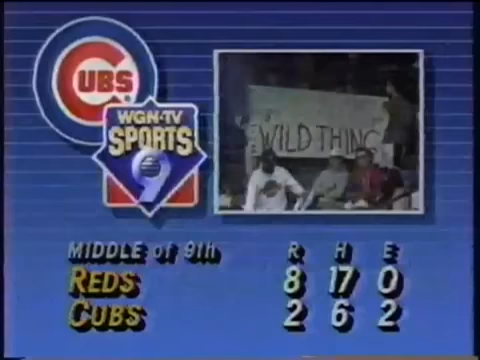 CUBS
WGN-TV
SPORTS
9
WILD THING
MIDDLE of 9th R H E
REDS 8 17 0
CUBS 2 6 2